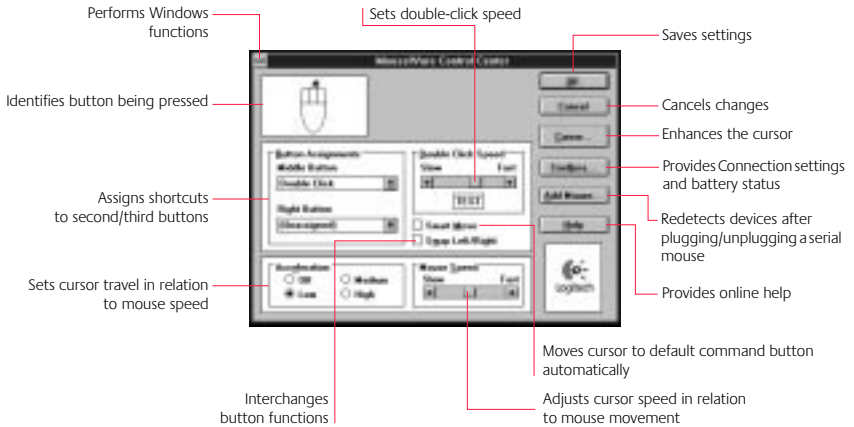 Performs Windows
functions
Sets double-click speed
Saves settings
MouseWare Control Center
OK
Identifies button being pressed
Cancel
Cancels changes
Cursor...
Enhances the cursor
Button Assignments
Middle Button
Double Click
Right Button
(Unassigned)
Double Click Speed
Slow Fast
TEST
Provides Connection settings
and battery status
Add Mouse...
Assigns shortcuts
to second/third buttons
Smart Move
Swap Left/Right
Help
Redetects devices after
plugging/unplugging a serial
mouse
Acceleration
Off Medium
Low High
Mouse Speed
Slow Fast
Logitech
Sets cursor travel in relation
to mouse speed
Provides online help
Moves cursor to default command button
automatically
Interchanges
button functions
Adjusts cursor speed in relation
to mouse movement